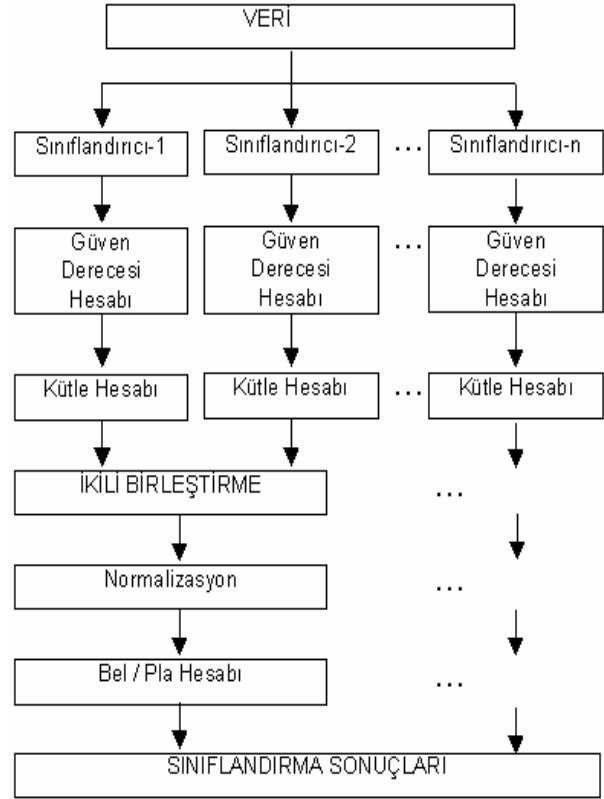 VERİ
Sınıflandırıcı-1
Sınıflandırıcı-2
...
Sınıflandırıcı-n
Güven
Derecesi
Hesabı
Güven
Derecesi
Hesabı
...
Güven
Derecesi
Hesabı
Kütle Hesabı
Kütle Hesabı
...
Kütle Hesabı
İKİLİ BİRLEŞTİRME
...
Normalizasyon
...
Bel / Pla Hesabı
...
SINIFLANDIRMA SONUÇLARI